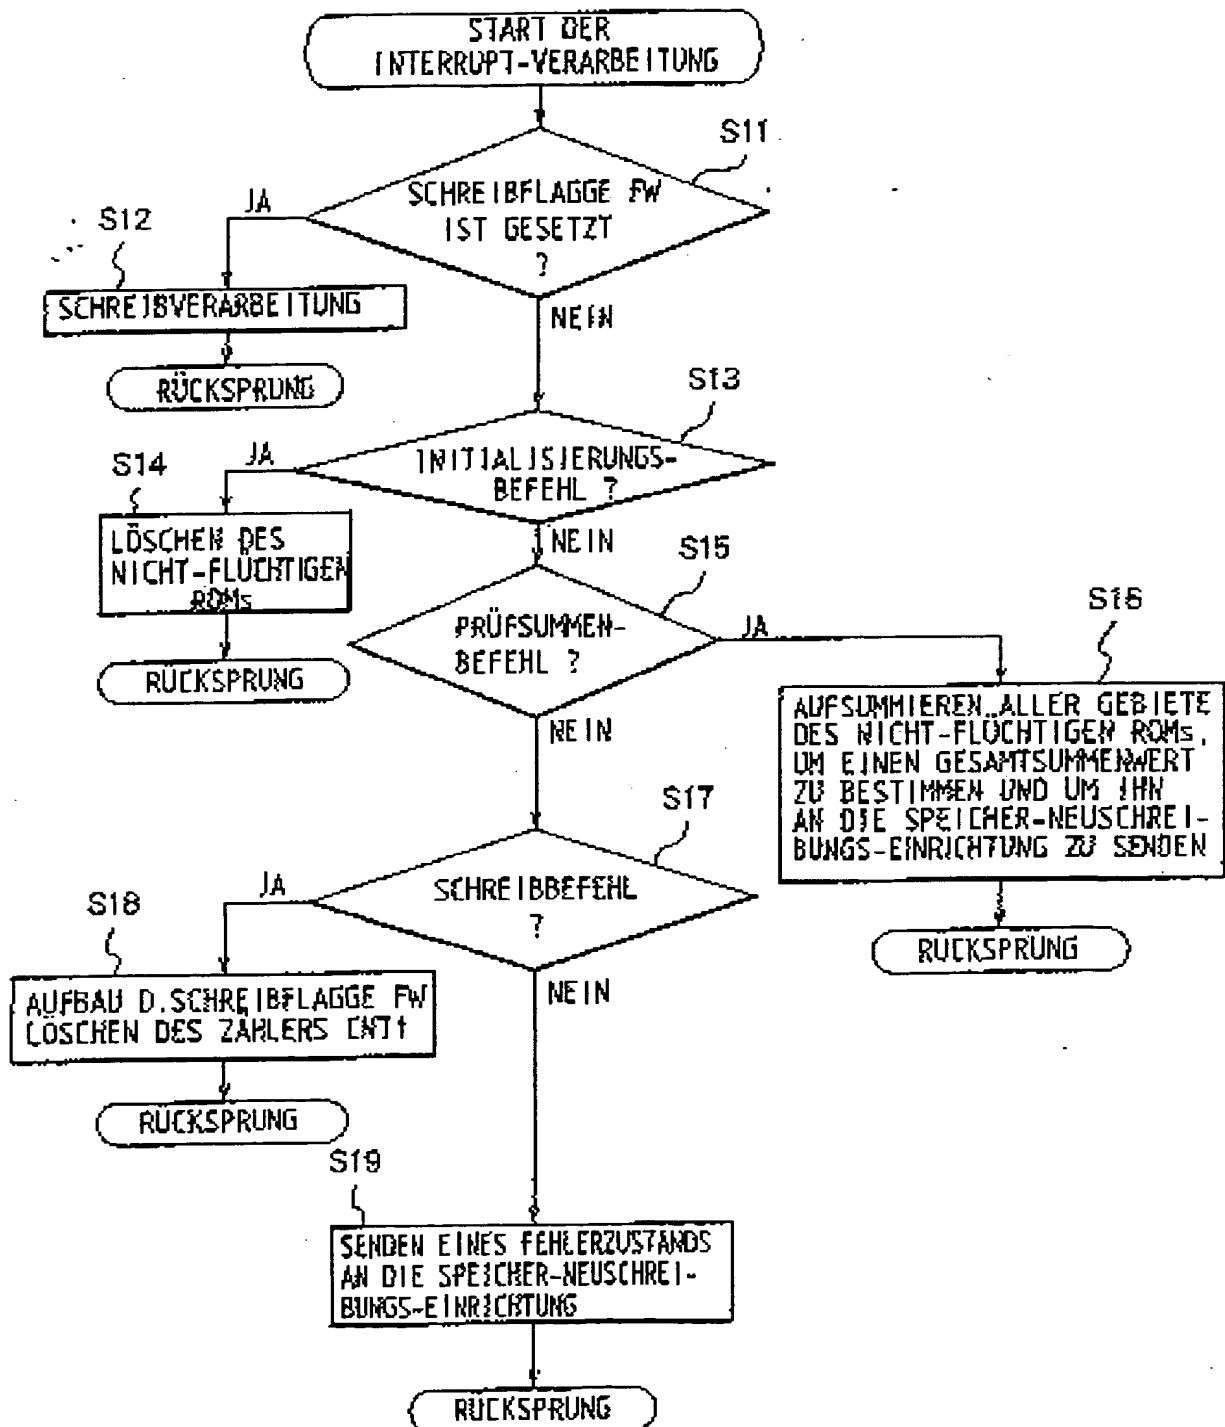 START DER
INTERRUPT-VERARBEITUNG
S11
SCHREIBFLAGGE FW
IST GESETZT
?
JA
S12
SCHREIBVERARBEITUNG
NEIN
RÜCKSPRUNG
S13
INITIALISIERUNGS-
BEFEHL ?
JA
S14
LÖSCHEN DES
NICHT-FLÜCHTIGEN
ROMs
NEIN
RÜCKSPRUNG
S15
PRÜFSUMMEN-
BEFEHL ?
JA
S16
AUFSUMMIEREN ALLER GEBIETE
DES NICHT-FLÜCHTIGEN ROMs,
UM EINEN GESAMTSUMMENWERT
ZU BESTIMMEN UND UM IHN
AN DIE SPEICHER-NEUSCHREI-
BUNGS-EINRICHTUNG ZU SENDEN
RÜCKSPRUNG
NEIN
S17
SCHREIBBEFEHL
?
JA
S18
AUFBAU D.SCHREIBFLAGGE FW
LÖSCHEN DES ZÄHLERS CNT1
RÜCKSPRUNG
NEIN
S19
SENDEN EINES FEHLERZUSTANDS
AN DIE SPEICHER-NEUSCHREI-
BUNGS-EINRICHTUNG
RÜCKSPRUNG